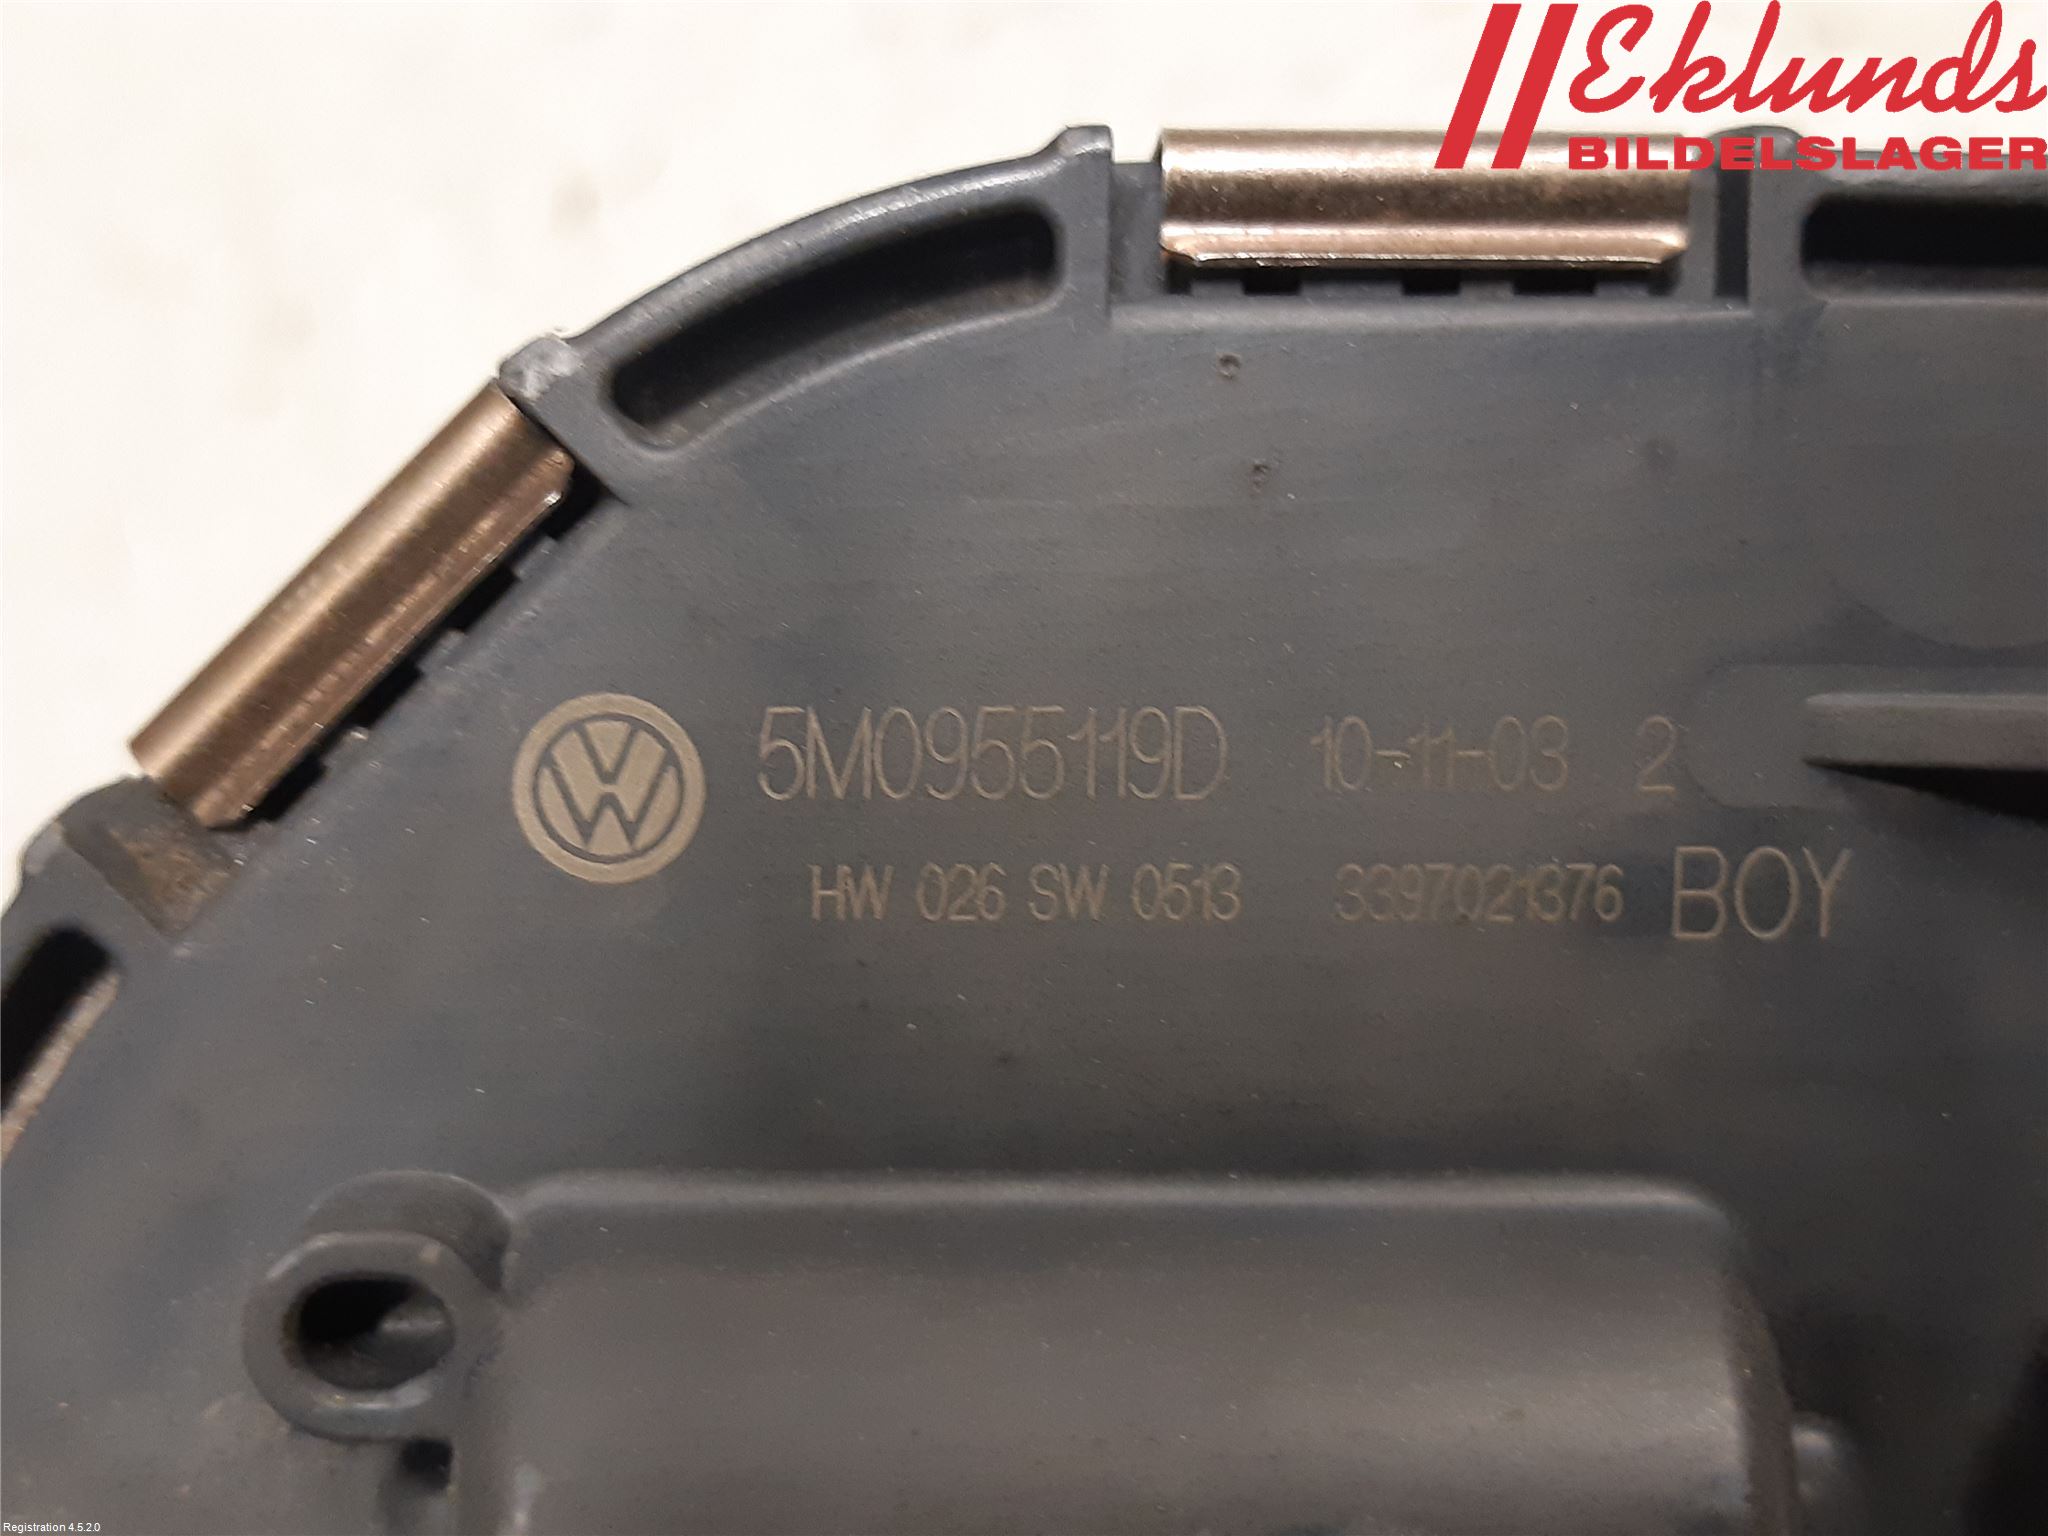 Eklunds
BILDELSLAGER
5M0955119D 10-11-03 2
HW 026 SW 0513 3397021376 BOY
Registration 4.5.2.0